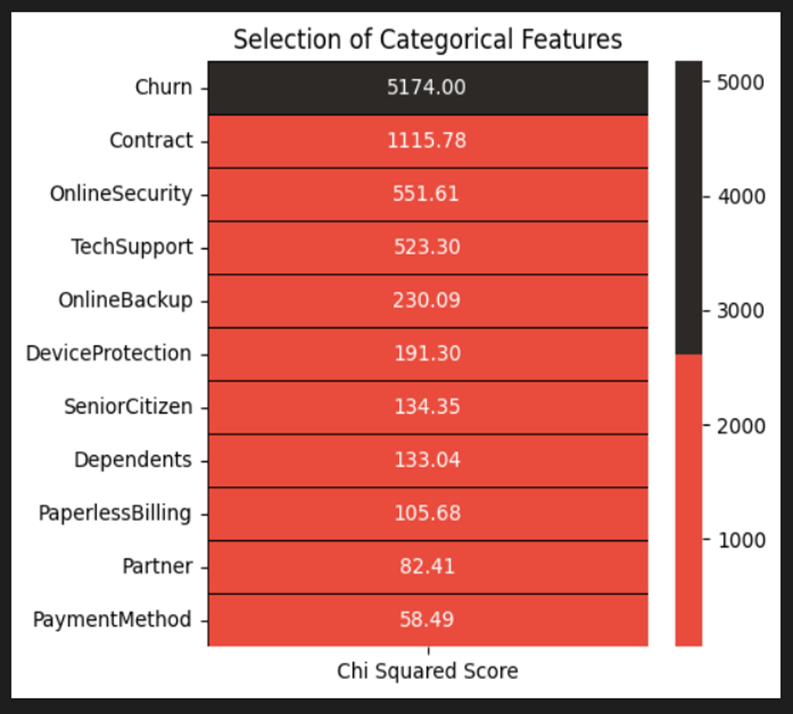 Selection of Categorical Features
Churn 5174.00
Contract 1115.78
OnlineSecurity 551.61
TechSupport 523.30
OnlineBackup 230.09
DeviceProtection 191.30
SeniorCitizen 134.35
Dependents 133.04
PaperlessBilling 105.68
Partner 82.41
PaymentMethod 58.49
Chi Squared Score
5000
4000
3000
2000
1000